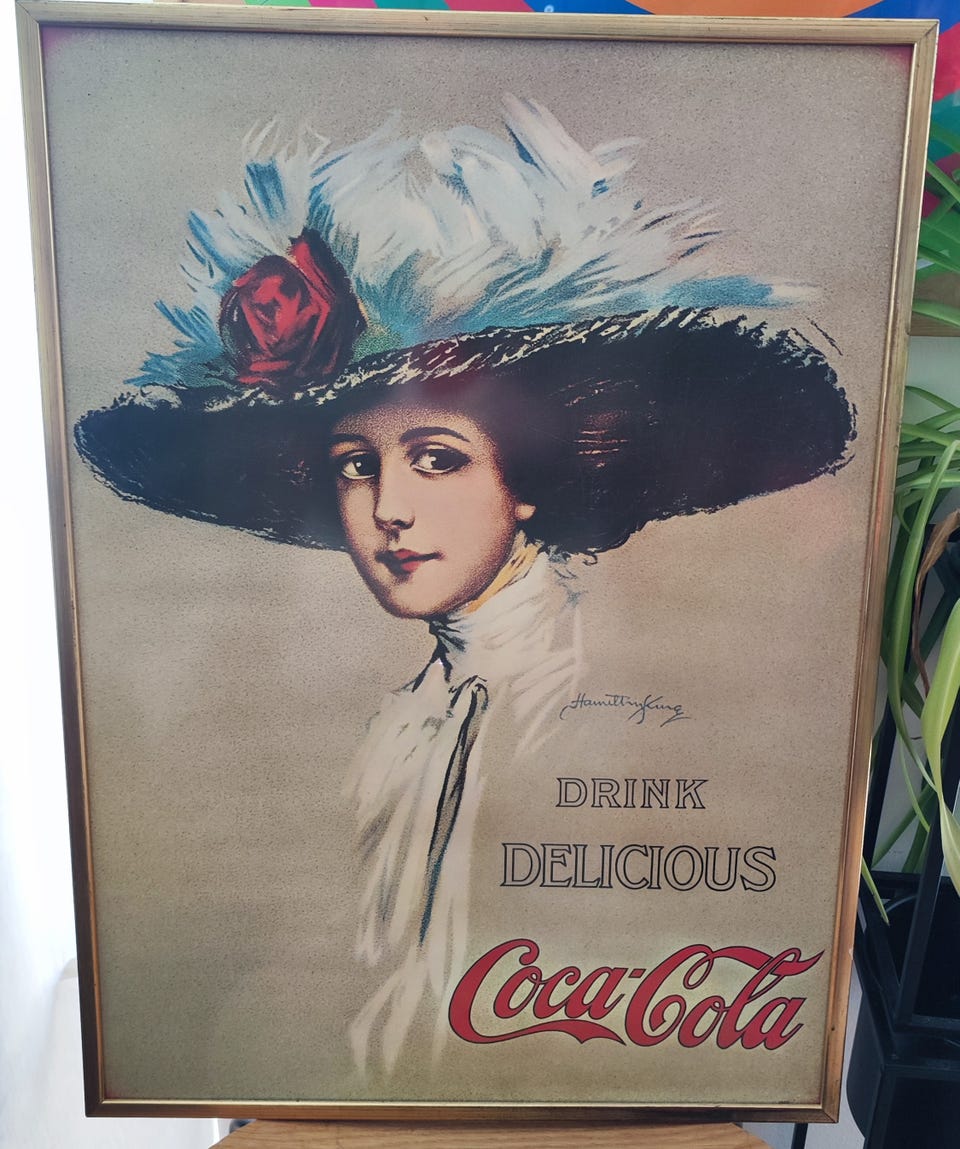 Hamilton King
DRINK
DELICIOUS
Coca-Cola